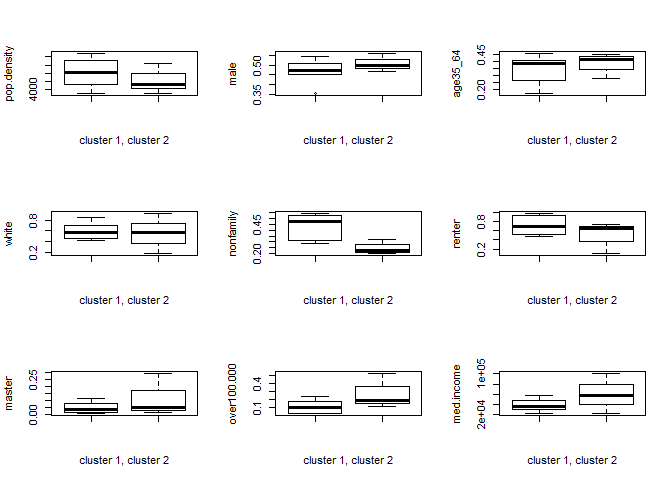 pop.density
4000
cluster 1, cluster 2
male
0.35 0.50
cluster 1, cluster 2
age35_64
0.20 0.45
cluster 1, cluster 2
white
0.2 0.8
cluster 1, cluster 2
nonfamily
0.20 0.45
cluster 1, cluster 2
renter
0.2 0.8
cluster 1, cluster 2
master
0.00 0.25
cluster 1, cluster 2
over100.000
0.1 0.4
cluster 1, cluster 2
med.income
2e+04 1e+05
cluster 1, cluster 2